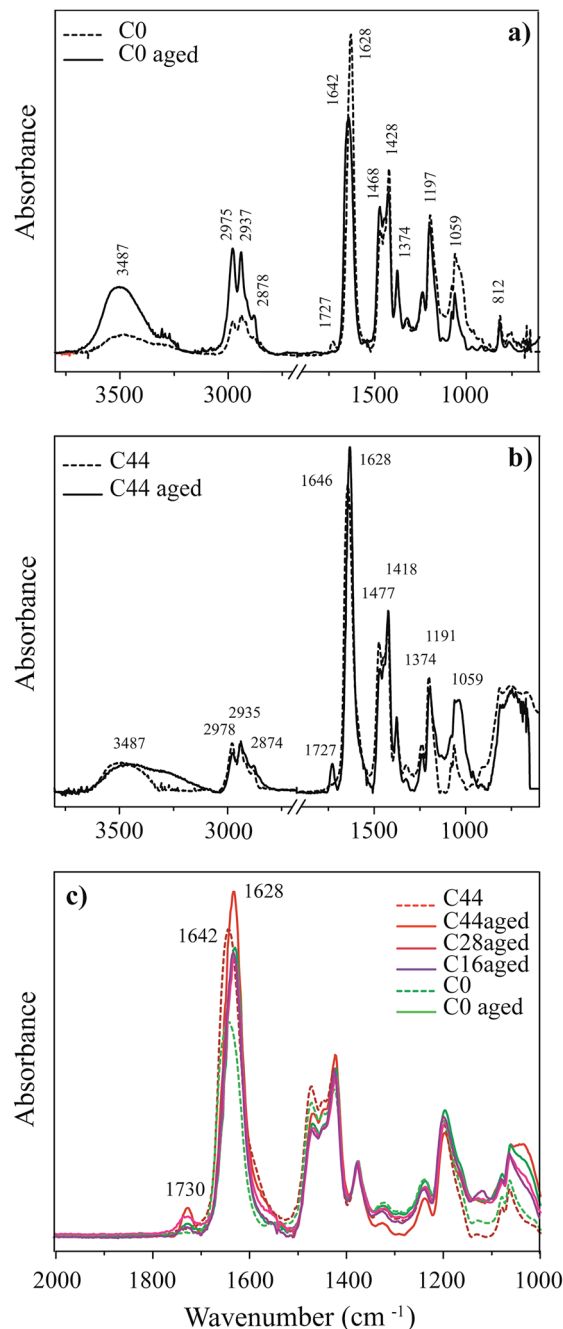 C0
C0 aged
a)
1642
1628
1468
1428
1374
1197
1059
812
1727
3487
2975
2937
2878
Absorbance
3500
3000
1500
1000
C44
C44 aged
b)
1646
1628
1477
1418
1374
1191
1059
1727
3487
2978
2935
2874
Absorbance
3500
3000
1500
1000
c)
1628
1642
1730
C44
C44aged
C28aged
C16aged
C0
C0 aged
Absorbance
2000
1800
1600
1400
1200
1000
Wavenumber (cm -1)